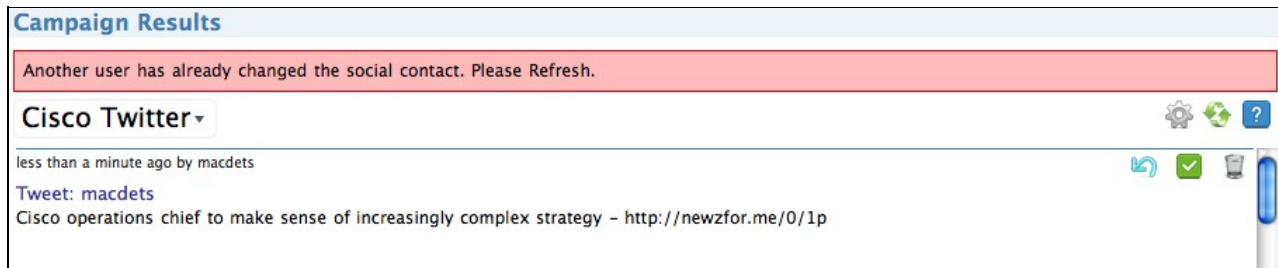 Campaign Results
Another user has already changed the social contact. Please Refresh.
Cisco Twitter
?
less than a minute ago by macdets
Tweet: macdets
Cisco operations chief to make sense of increasingly complex strategy – http://newzfor.me/0/1p